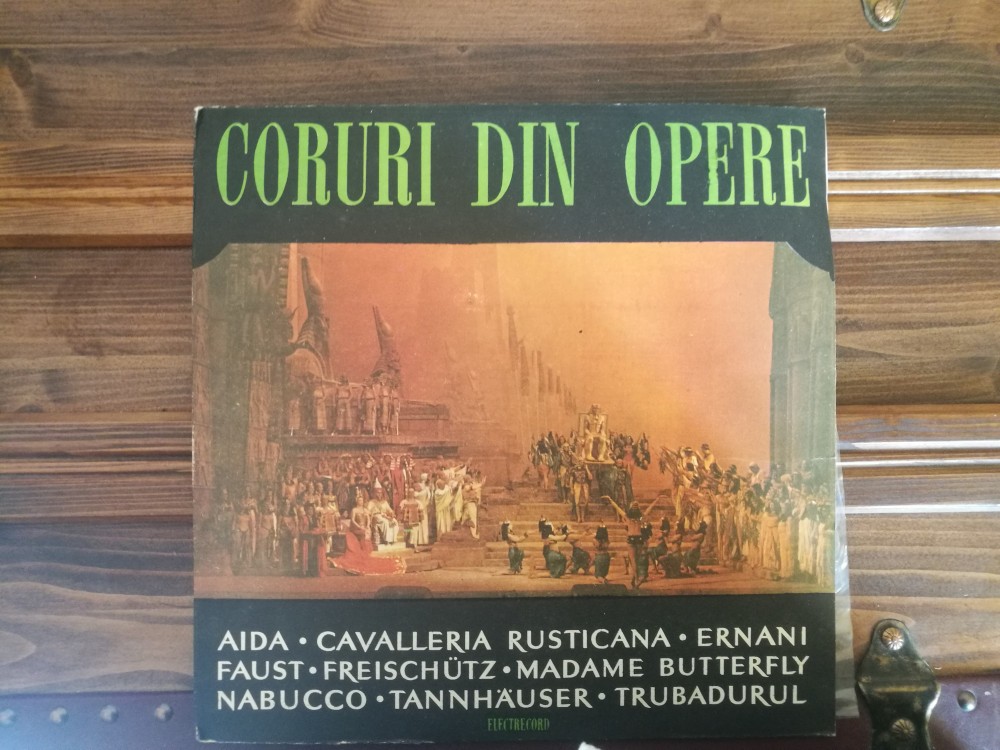 CORURI DIN OPERE
AIDA • CAVALLERIA RUSTICANA • ERNANI
FAUST • FREISCHÜTZ • MADAME BUTTERFLY
NABUCCO • TANNHÄUSER • TRUBADURUL
ELECTRECORD